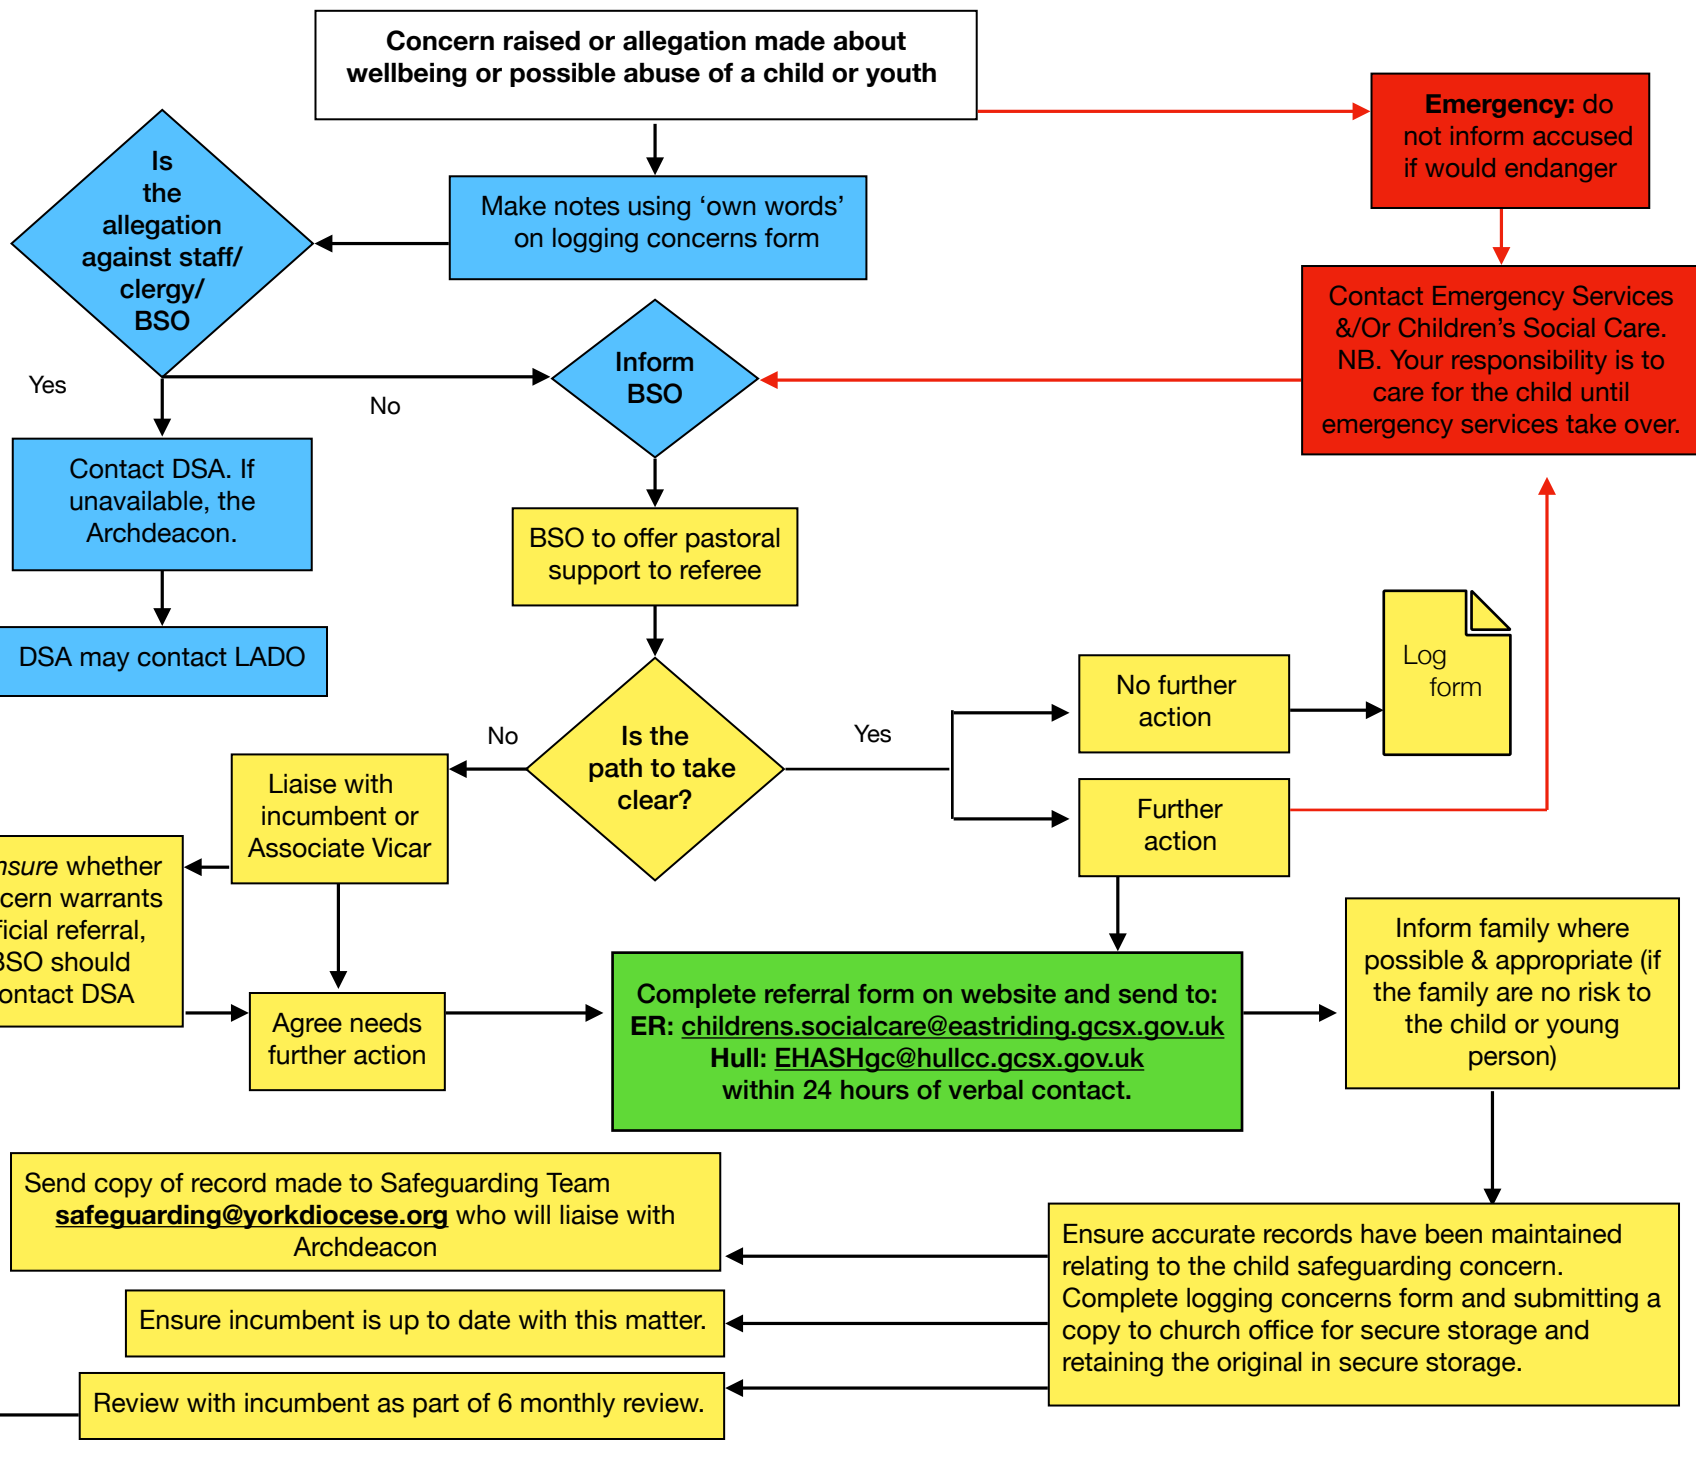 Concern raised or allegation made about
wellbeing or possible abuse of a child or youth
Emergency: do
not inform accused
if would endanger
Is
the
allegation
against staff/
clergy/
BSO
Make notes using ‘own words’
on logging concerns form
Contact Emergency Services
&/Or Children’s Social Care.
NB. Your responsibility is to
care for the child until
emergency services take over.
Inform
BSO
Yes
No
Contact DSA. If
unavailable, the
Archdeacon.
BSO to offer pastoral
support to referee
DSA may contact LADO
Is the
path to take
clear?
No
Yes
No further
action
Log
form
Further
action
Liaise with
incumbent or
Associate Vicar
whether
warrants
referral,
should
DSA
Agree needs
further action
Complete referral form on website and send to:
ER: childrens.socialcare@eastriding.gcsx.gov.uk
Hull: EHASHgc@hullcc.gcsx.gov.uk
within 24 hours of verbal contact.
Inform family where
possible & appropriate (if
the family are no risk to
the child or young
person)
Send copy of record made to Safeguarding Team
safeguarding@yorkdiocese.org who will liaise with
Archdeacon
Ensure accurate records have been maintained
relating to the child safeguarding concern.
Complete logging concerns form and submitting a
copy to church office for secure storage and
retaining the original in secure storage.
Ensure incumbent is up to date with this matter.
Review with incumbent as part of 6 monthly review.